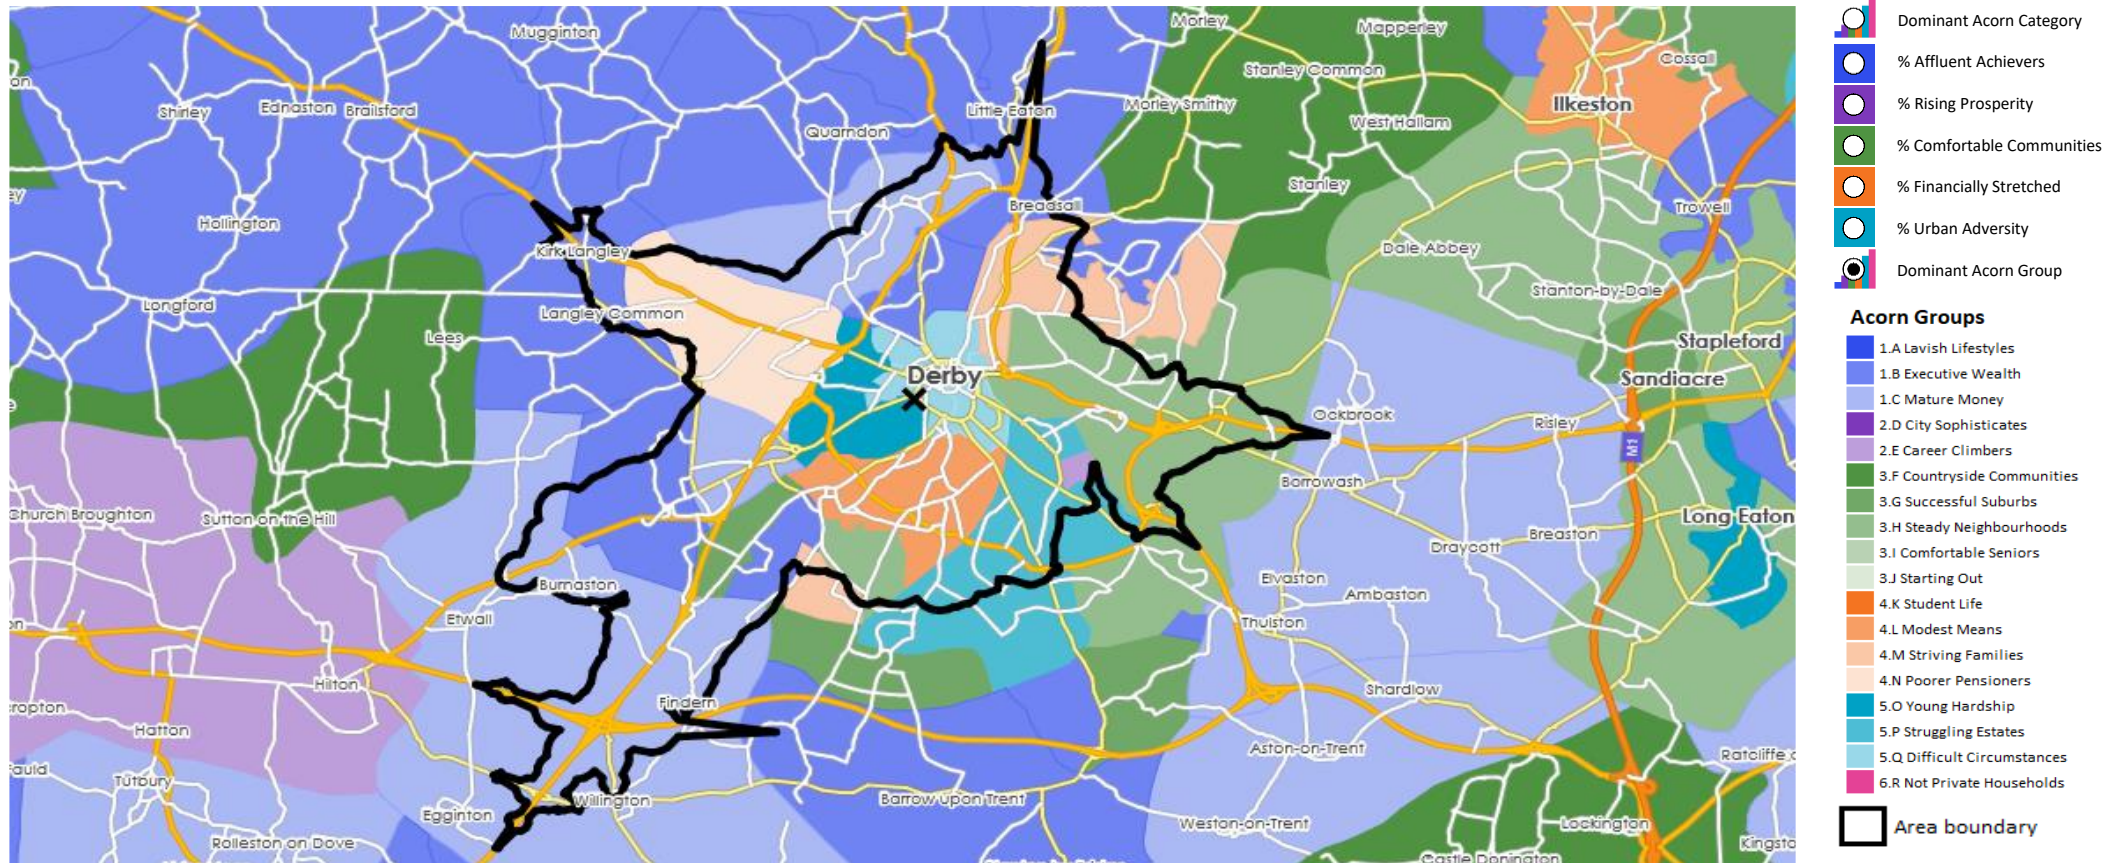 Mugginton
Morley
Mapperley
Cossall
Stanley Common
Shirley
Ednaston
Brailsford
Little Eaton
Morley Smithy
Ilkeston
Quarndon
West Hallam
Stanley
Breadsall
Trowell
Hollington
Kirk Langley
Dale Abbey
Longford
Langley Common
Stanton-by-Dale
Lees
Stapleford
Derby
Sandiacre
Ockbrook
Risley
M1
Borrowash
Church Broughton
Sutton on the Hill
Long Eaton
Breaston
Draycott
Burnaston
Elvaston
Ambaston
Etwall
Thulston
Hilton
Findern
Shardlow
Hatton
Aston-on-Trent
Tutbury
Willington
Barrow upon Trent
Egginton
Weston-on-Trent
Lockington
Rolleston on Dove
Castle Donington
Dominant Acorn Category
% Affluent Achievers
% Rising Prosperity
% Comfortable Communities
% Financially Stretched
% Urban Adversity
Dominant Acorn Group
Acorn Groups
1.A Lavish Lifestyles
1.B Executive Wealth
1.C Mature Money
2.D City Sophisticates
2.E Career Climbers
3.F Countryside Communities
3.G Successful Suburbs
3.H Steady Neighbourhoods
3.I Comfortable Seniors
3.J Starting Out
4.K Student Life
4.L Modest Means
4.M Striving Families
4.N Poorer Pensioners
5.O Young Hardship
5.P Struggling Estates
5.Q Difficult Circumstances
6.R Not Private Households
Area boundary